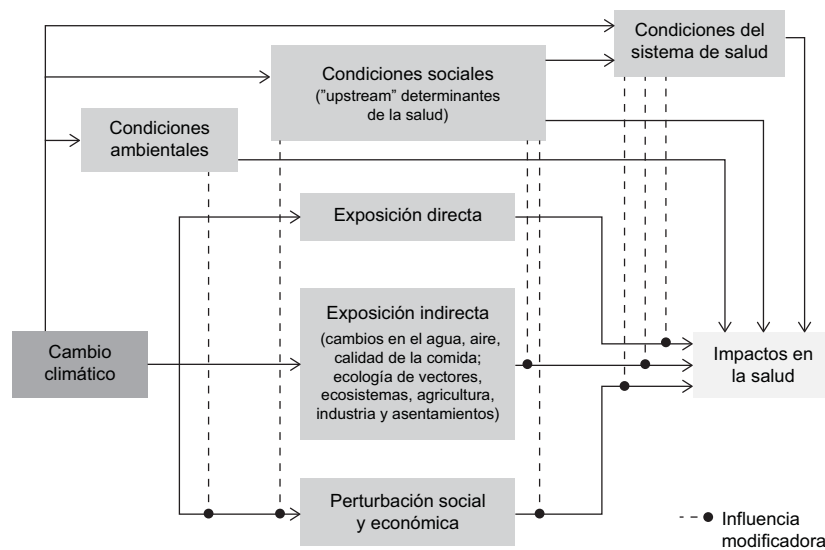 Condiciones del
sistema de salud
Condiciones sociales
("upstream" determinantes
de la salud)
Condiciones
ambientales
Exposición directa
Exposición indirecta
(cambios en el agua, aire,
calidad de la comida;
ecología de vectores,
ecosistemas, agricultura,
industria y asentamientos)
Cambio
climático
Impactos en
la salud
Perturbación social
y económica
Influencia
modificadora